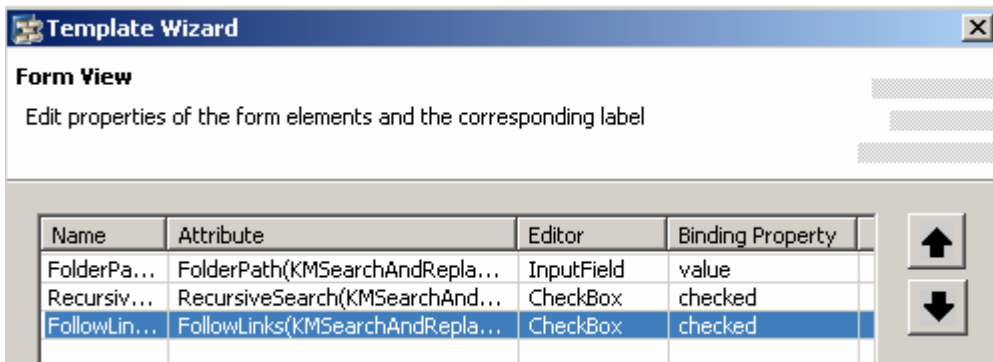 Template Wizard
Form View
Edit properties of the form elements and the corresponding label
Name Attribute Editor Binding Property
FolderPa... FolderPath(KMSearchAndRepla... InputField value
Recursiv... RecursiveSearch(KMSearchAnd... CheckBox checked
FollowLin... FollowLinks(KMSearchAndRepla... CheckBox checked